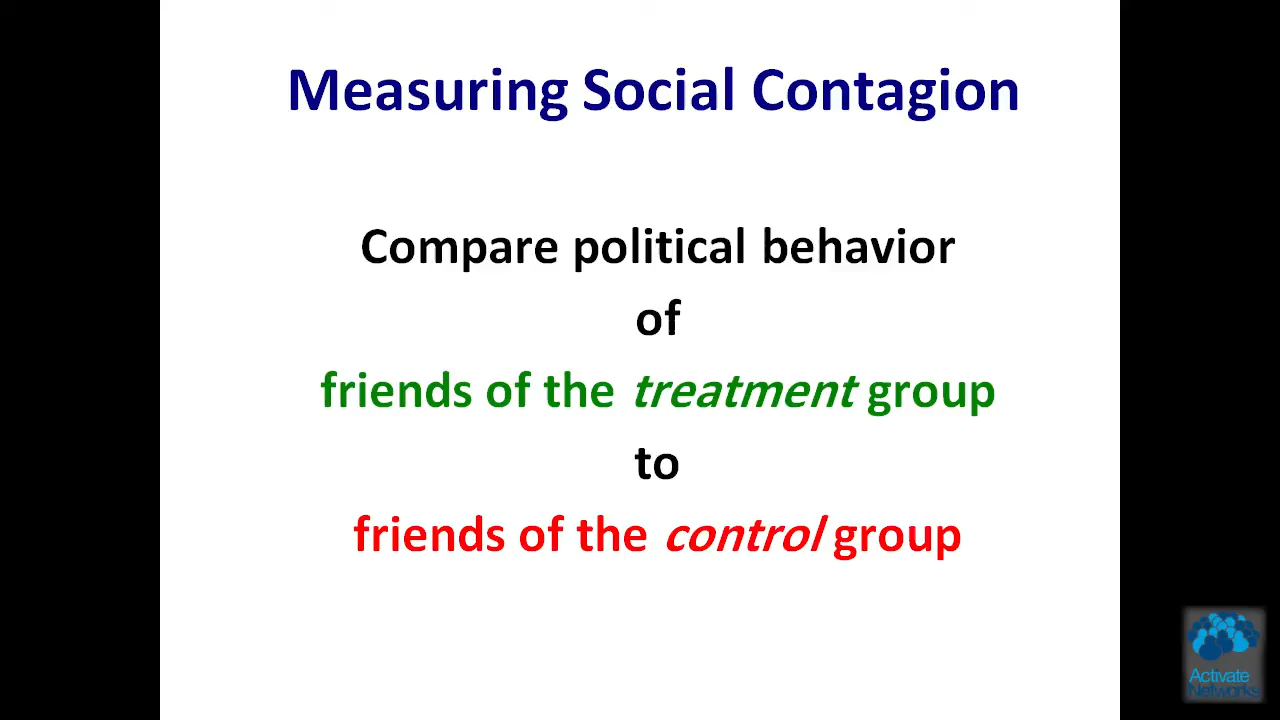 Measuring Social Contagion
Compare political behavior
of
friends of the treatment group
to
friends of the control group
Activate
Networks